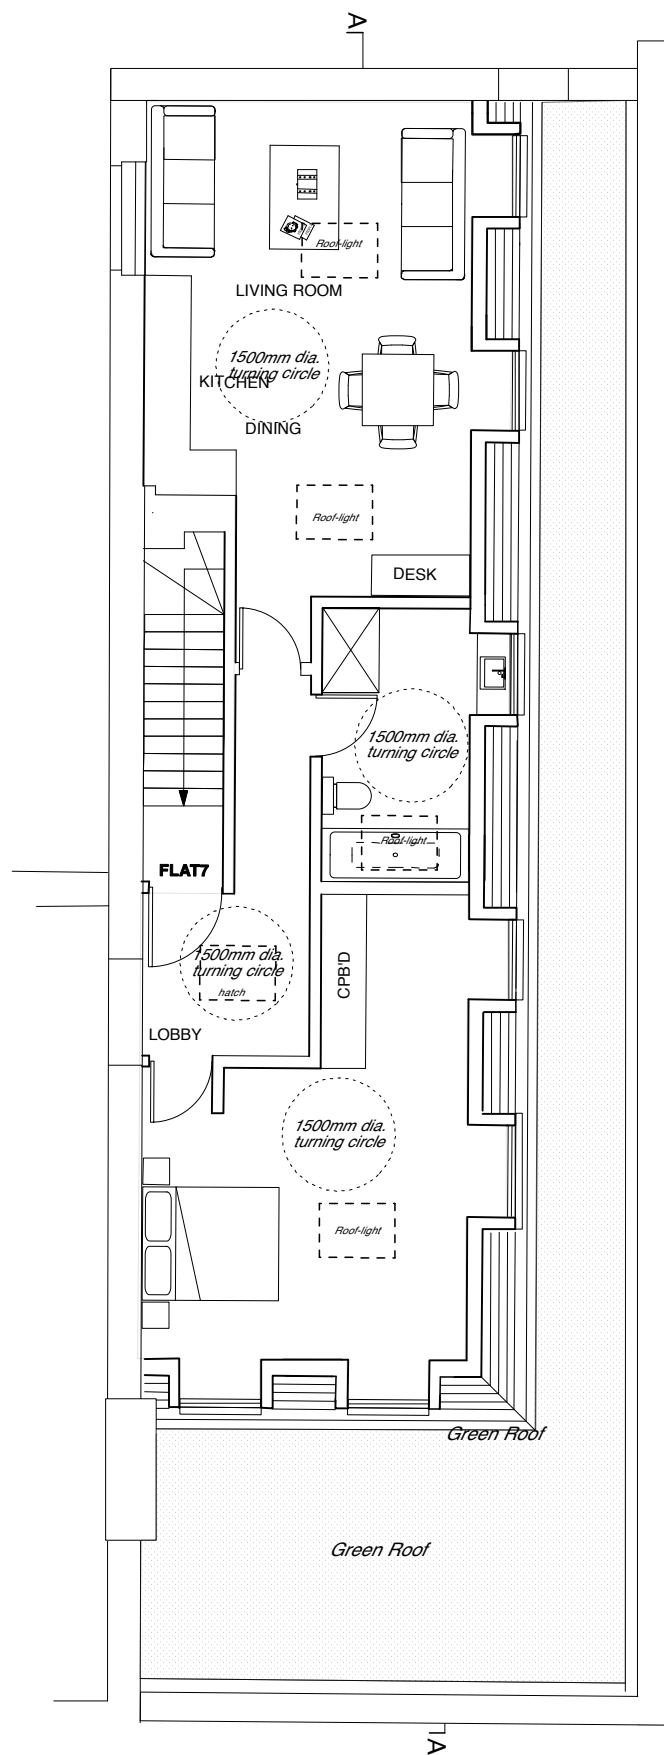 A
Roof-light
LIVING ROOM
1500mm dia.
turning circle
KITCHEN
DINING
Roof-light
DESK
1500mm dia.
turning circle
Roof-light
FLAT7
1500mm dia.
turning circle
hatch
CPB'D
LOBBY
1500mm dia.
turning circle
Roof-light
Green Roof
Green Roof
A